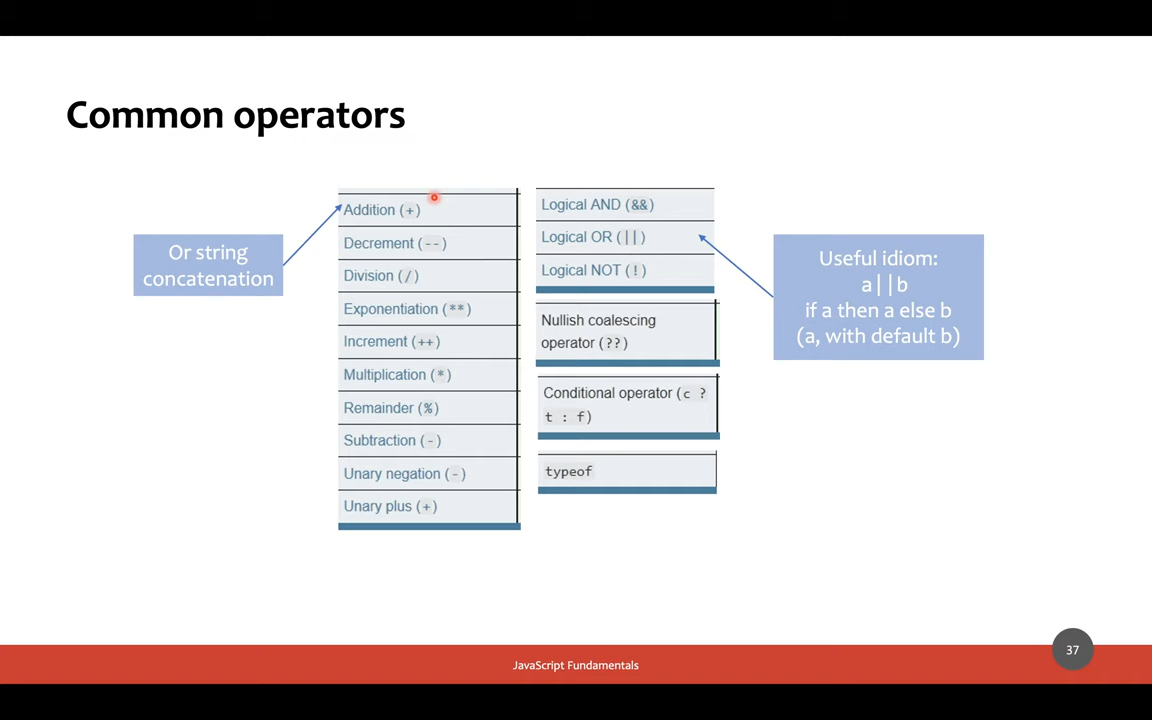 Common operators
Or string
concatenation
Addition (+)
Decrement (--)
Division (/)
Exponentiation (**)
Increment (++)
Multiplication (*)
Remainder (%)
Subtraction (-)
Unary negation (-)
Unary plus (+)
Logical AND (&&)
Logical OR (||)
Logical NOT (!)
Nullish coalescing
operator (??)
Conditional operator (c ?
t : f)
typeof
Useful idiom:
a||b
if a then a else b
(a, with default b)
JavaScript Fundamentals
37